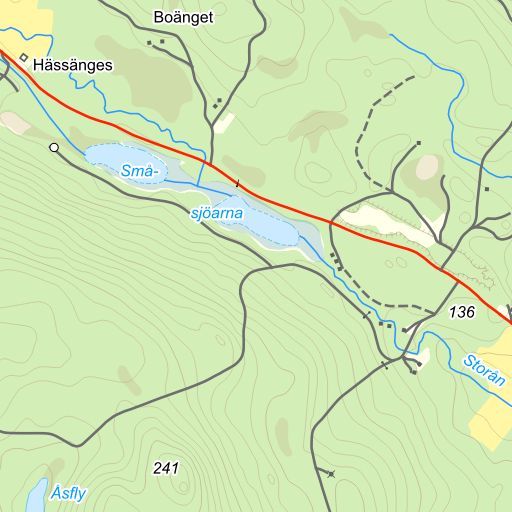 Boänget
Hässänges
Små-
sjöarna
136
Storån
241
Åsfly